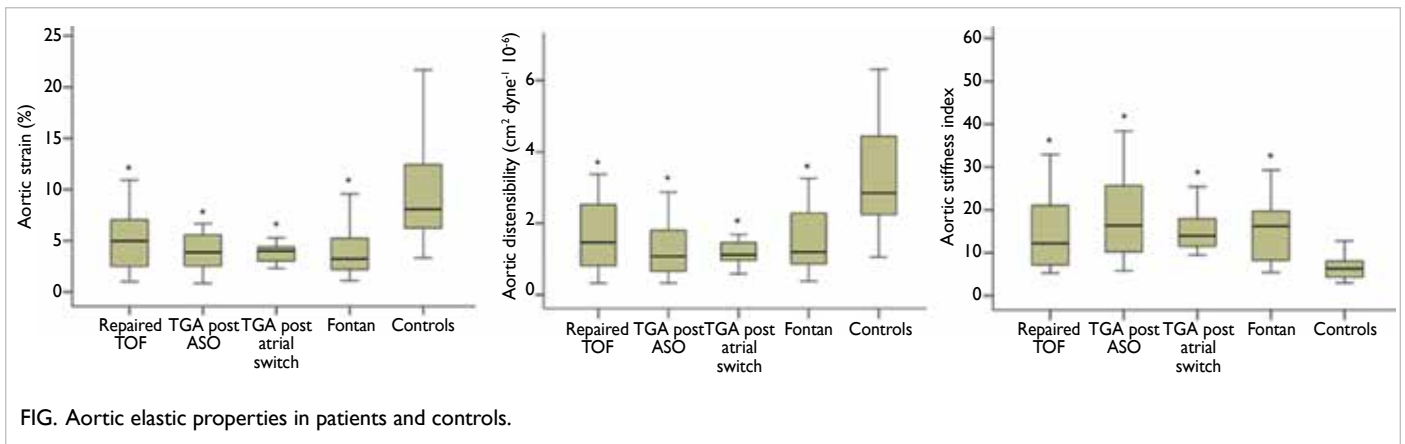 Aortic strain (%)
25
20
15
10
5
0
*
*
*
*
Repaired TOF
TGA post ASO
TGA post atrial switch
Fontan
Controls
Aortic distensibility (cm² dyne⁻¹ 10⁻⁶)
6
4
2
0
*
*
*
*
Repaired TOF
TGA post ASO
TGA post atrial switch
Fontan
Controls
Aortic stiffness index
60
50
40
30
20
10
0
*
*
*
*
Repaired TOF
TGA post ASO
TGA post atrial switch
Fontan
Controls
FIG. Aortic elastic properties in patients and controls.